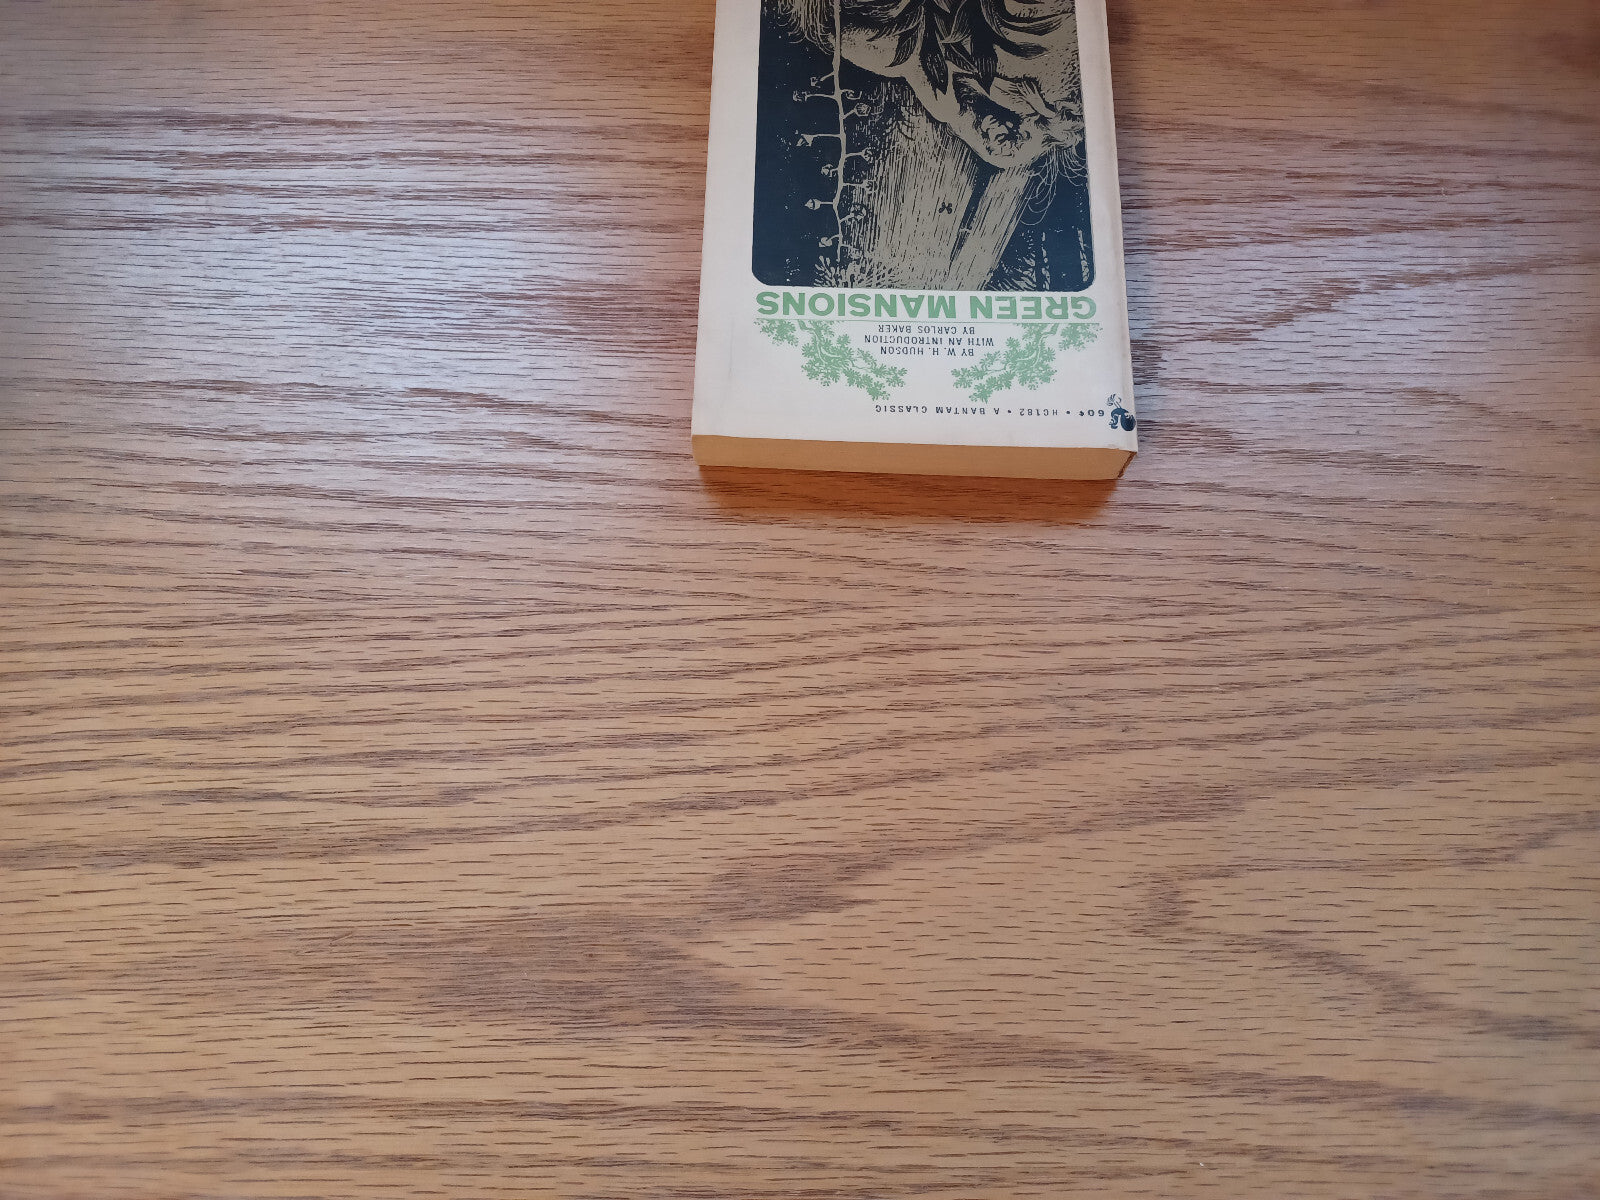 60¢ • HC182 • A BANTAM CLASSIC
BY W. H. HUDSON
WITH AN INTRODUCTION
BY CARLOS BAKER
GREEN MANSIONS